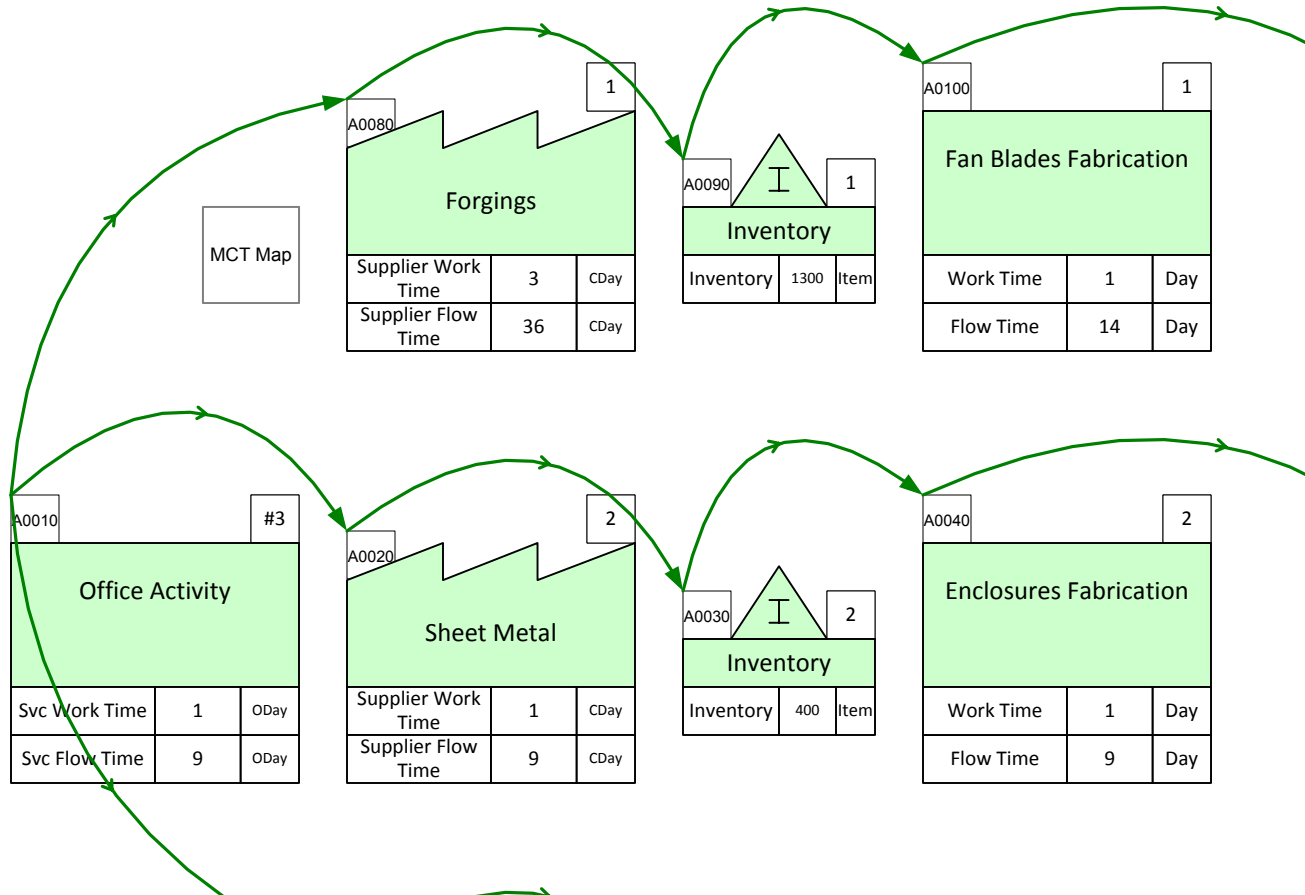 1
A0080
A0100
1
Fan Blades Fabrication
A0090
I
1
Forgings
Inventory
MCT Map
Supplier Work
Time
3
CDay
Inventory
1300
Item
Work Time
1
Day
Supplier Flow
Time
36
CDay
Flow Time
14
Day
A0010
#3
2
A0020
A0040
2
Office Activity
Enclosures Fabrication
A0030
I
2
Sheet Metal
Inventory
Svc Work Time
1
ODay
Supplier Work
Time
1
CDay
Inventory
400
Item
Work Time
1
Day
Svc Flow Time
9
ODay
Supplier Flow
Time
9
CDay
Flow Time
9
Day